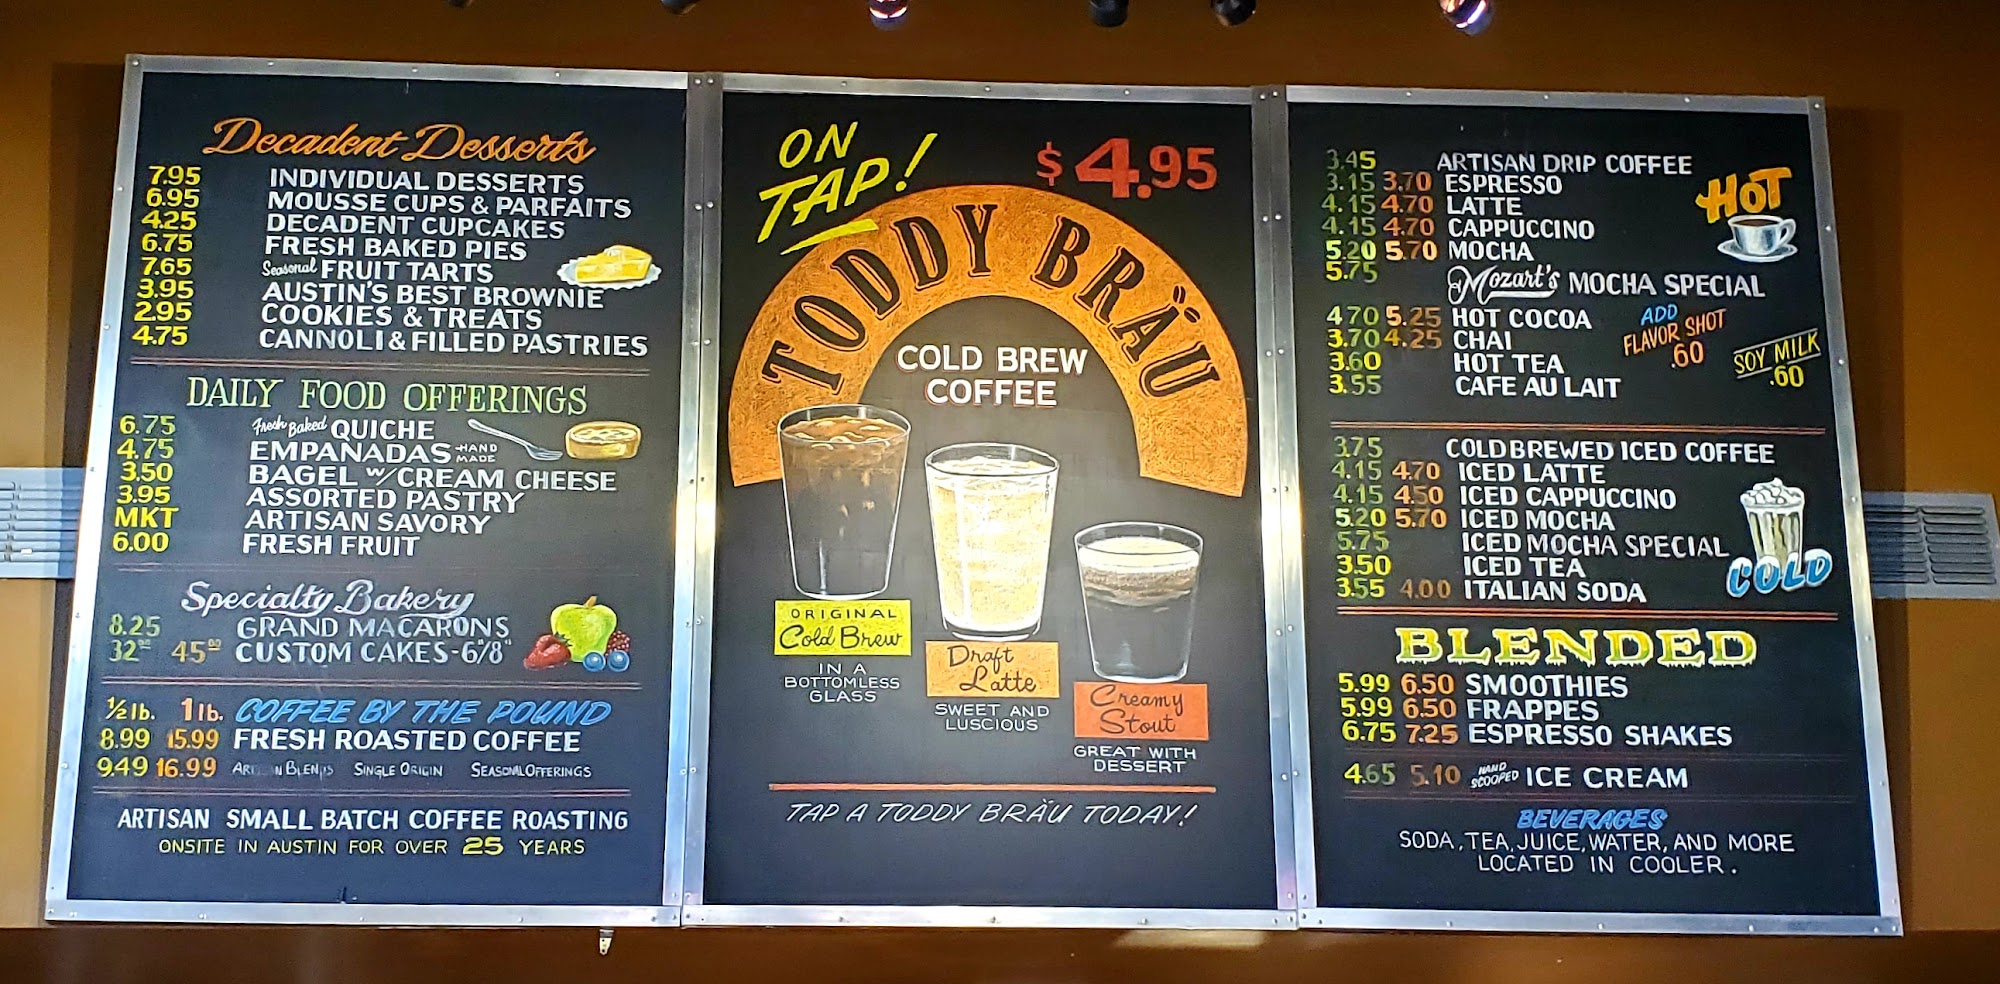 Decadent Desserts
7.95 INDIVIDUAL DESSERTS
6.95 MOUSSE CUPS & PARFAITS
4.25 DECADENT CUPCAKES
6.75 FRESH BAKED PIES
7.65 Seasonal FRUIT TARTS
3.95 AUSTIN'S BEST BROWNIE
2.95 COOKIES & TREATS
4.75 CANNOLI & FILLED PASTRIES
DAILY FOOD OFFERINGS
6.75 Fresh Baked QUICHE
4.75 EMPANADAS -HAND MADE
3.50 BAGEL W/CREAM CHEESE
3.95 ASSORTED PASTRY
MKT ARTISAN SAVORY
6.00 FRESH FRUIT
Specialty Bakery
8.25 GRAND MACARONS
32⁰⁰ 45⁰⁰ CUSTOM CAKES-6"/8"
½ lb. 1 lb. COFFEE BY THE POUND
8.99 15.99 FRESH ROASTED COFFEE
9.49 16.99 SINGLE ORIGIN SEASONAL OFFERINGS
ARTISAN SMALL BATCH COFFEE ROASTING
ONSITE IN AUSTIN FOR OVER 25 YEARS
ON TAP!
$4.95
TODDY BRÄU
COLD BREW
COFFEE
ORIGINAL
Cold Brew
IN A
BOTTOMLESS
GLASS
Draft
Latte
SWEET AND
LUSCIOUS
Creamy
Stout
GREAT WITH
DESSERT
TAP A TODDY BRÄU TODAY!
3.45 ARTISAN DRIP COFFEE
3.15 3.70 ESPRESSO
4.15 4.70 LATTE
4.15 4.70 CAPPUCCINO
5.20 5.70 MOCHA
5.75 Mozart's MOCHA SPECIAL
HOT
4.70 5.25 HOT COCOA
3.70 4.25 CHAI
3.60 HOT TEA
3.55 CAFE AU LAIT
ADD
FLAVOR SHOT
.60
SOY MILK
.60
3.75 COLD BREWED ICED COFFEE
4.15 4.70 ICED LATTE
4.15 4.50 ICED CAPPUCCINO
5.20 5.70 ICED MOCHA
5.75 ICED MOCHA SPECIAL
3.50 ICED TEA
3.55 4.00 ITALIAN SODA
COLD
BLENDED
5.99 6.50 SMOOTHIES
5.99 6.50 FRAPPES
6.75 7.25 ESPRESSO SHAKES
4.65 5.10 HAND SCOOPED ICE CREAM
BEVERAGES
SODA, TEA, JUICE, WATER, AND MORE
LOCATED IN COOLER.